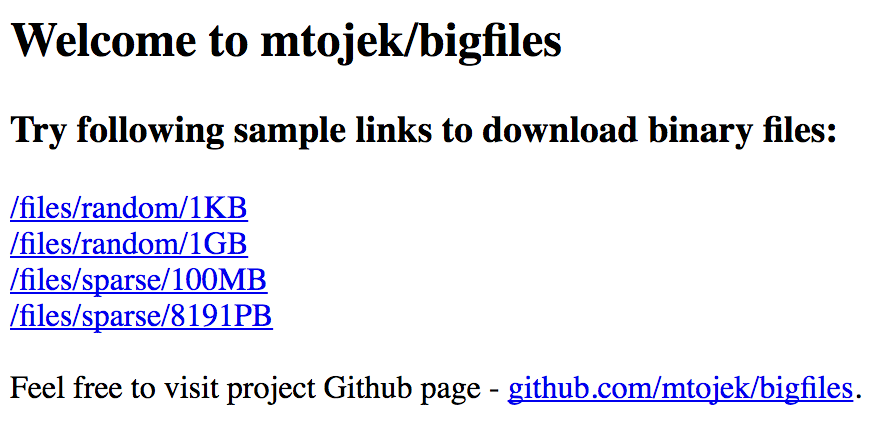 Welcome to mtojek/bigfiles
Try following sample links to download binary files:
/files/random/1KB
/files/random/1GB
/files/sparse/100MB
/files/sparse/8191PB
Feel free to visit project Github page - github.com/mtojek/bigfiles.